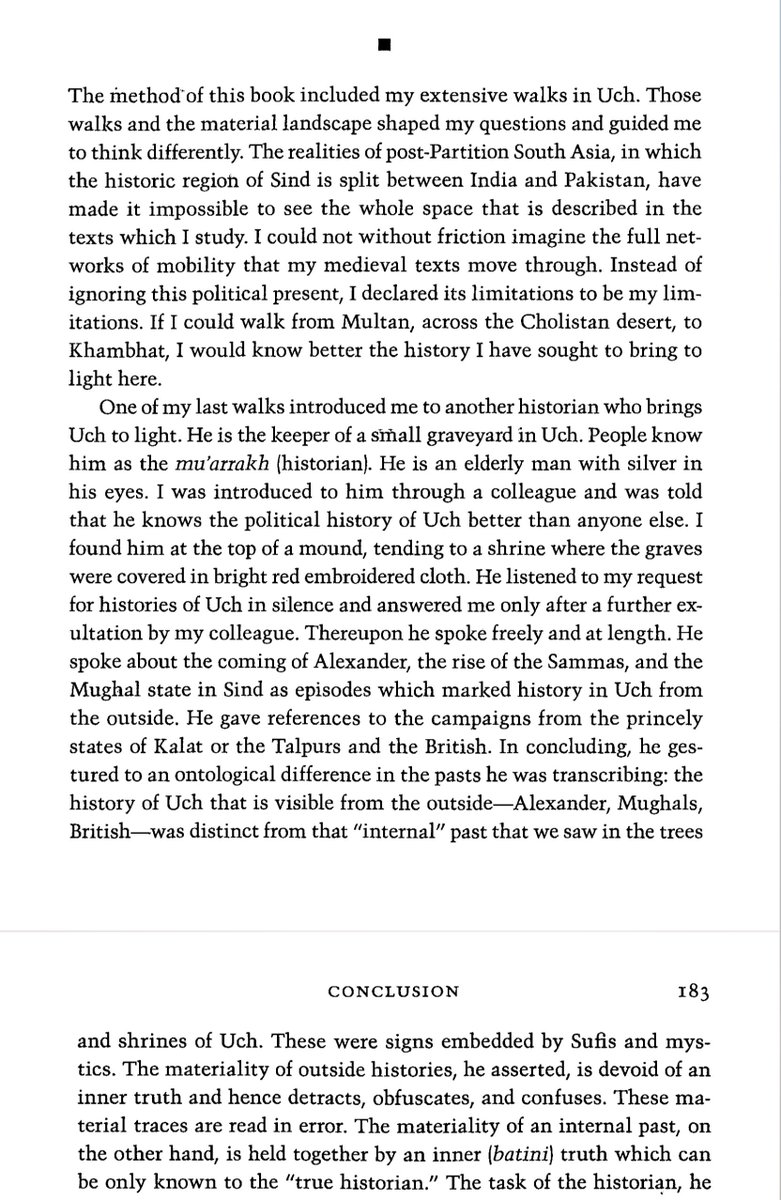 The method of this book included my extensive walks in Uch. Those
walks and the material landscape shaped my questions and guided me
to think differently. The realities of post-Partition South Asia, in which
the historic region of Sind is split between India and Pakistan, have
made it impossible to see the whole space that is described in the
texts which I study. I could not without friction imagine the full net-
works of mobility that my medieval texts move through. Instead of
ignoring this political present, I declared its limitations to be my lim-
itations. If I could walk from Multan, across the Cholistan desert, to
Khambhat, I would know better the history I have sought to bring to
light here.
One of my last walks introduced me to another historian who brings
Uch to light. He is the keeper of a small graveyard in Uch. People know
him as the mu'arrakh (historian). He is an elderly man with silver in
his eyes. I was introduced to him through a colleague and was told
that he knows the political history of Uch better than anyone else. I
found him at the top of a mound, tending to a shrine where the graves
were covered in bright red embroidered cloth. He listened to my request
for histories of Uch in silence and answered me only after a further ex-
ultation by my colleague. Thereupon he spoke freely and at length. He
spoke about the coming of Alexander, the rise of the Sammas, and the
Mughal state in Sind as episodes which marked history in Uch from
the outside. He gave references to the campaigns from the princely
states of Kalat or the Talpurs and the British. In concluding, he ges-
tured to an ontological difference in the pasts he was transcribing: the
history of Uch that is visible from the outside—Alexander, Mughals,
British—was distinct from that "internal" past that we saw in the trees
CONCLUSION 183
and shrines of Uch. These were signs embedded by Sufis and mys-
tics. The materiality of outside histories, he asserted, is devoid of an
inner truth and hence detracts, obfuscates, and confuses. These ma-
terial traces are read in error. The materiality of an internal past, on
the other hand, is held together by an inner (batini) truth which can
be only known to the "true historian." The task of the historian, he